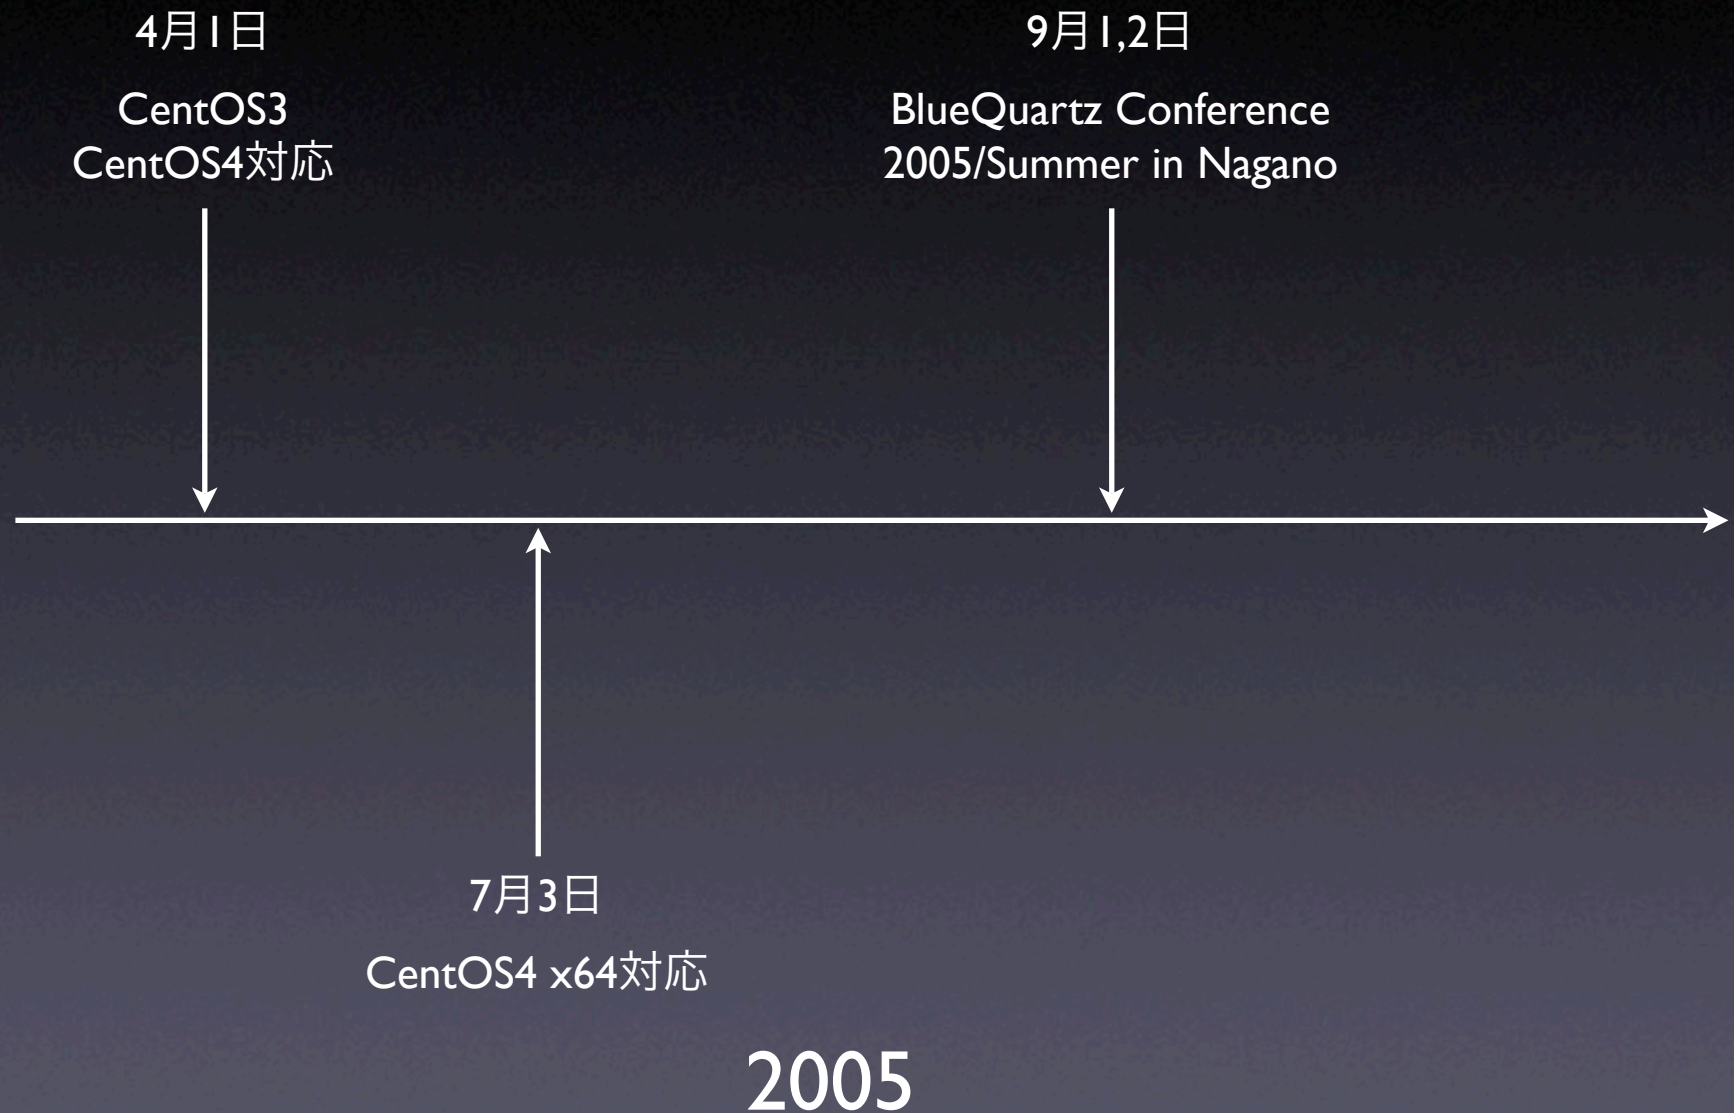 4月1日
CentOS3
CentOS4対応
9月1,2日
BlueQuartz Conference
2005/Summer in Nagano
7月3日
CentOS4 x64対応
2005